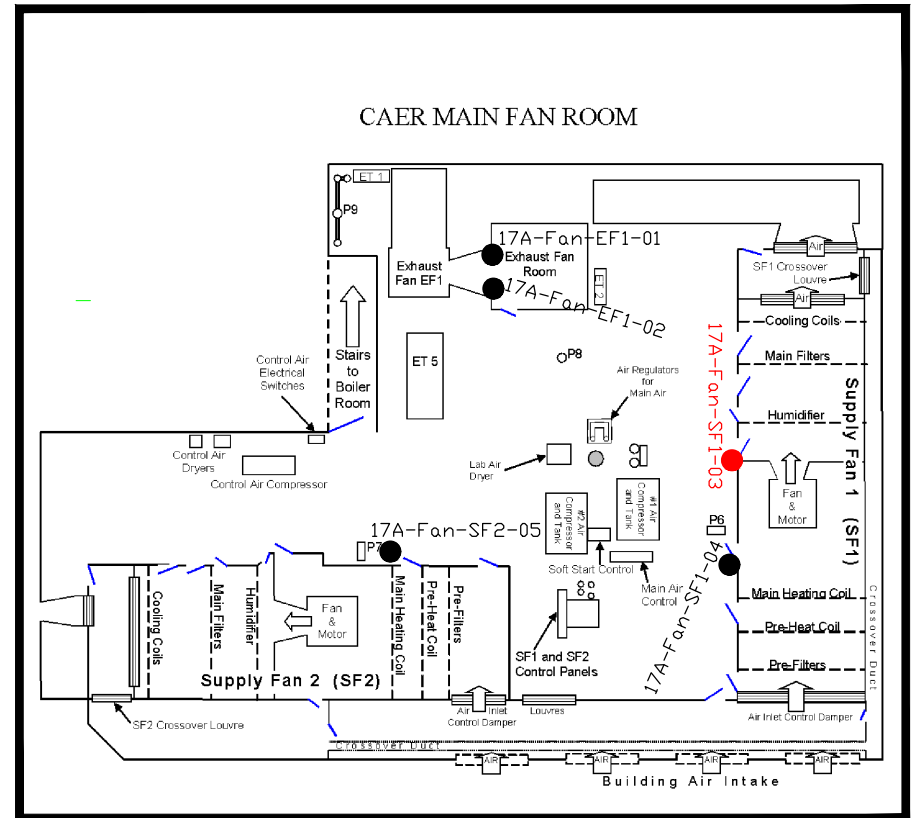 CAER MAIN FAN ROOM
ET 1
P9
17A-Fan-EF1-01
Exhaust
Fan EF1
Exhaust Fan
Room
ET 2
17A-Fan-EF1-02
Air
SF1 Crossover
Louvre
Air
Cooling Coils
Main Filters
Humidifier
17A-Fan-SF1-03
Supply Fan 1 (SF1)
Fan
&
Motor
Control Air
Electrical
Switches
Stairs
to
Boiler
Room
ET 5
P8
Air Regulators
for
Main Air
Lab Air
Dryer
Control Air
Dryers
Control Air Compressor
#2 Air
Compressor
and Tank
#1 Air
Compressor
and Tank
P6
17A-Fan-SF2-05
P7
Soft Start Control
Main Air
Control
17A-Fan-SF1-04
Main Heating Coil
Pre-Heat Coil
Pre-Filters
Crossover Duct
Cooling Coils
Main Filters
Humidifier
Fan
&
Motor
Main Heating Coil
Pre-Heat Coil
Pre-Filters
SF1 and SF2
Control Panels
Supply Fan 2 (SF2)
SF2 Crossover Louvre
Air Inlet
Control Damper
Louvres
Air Inlet Control Damper
Crossover Duct
AIR
AIR
AIR
AIR
Building Air Intake